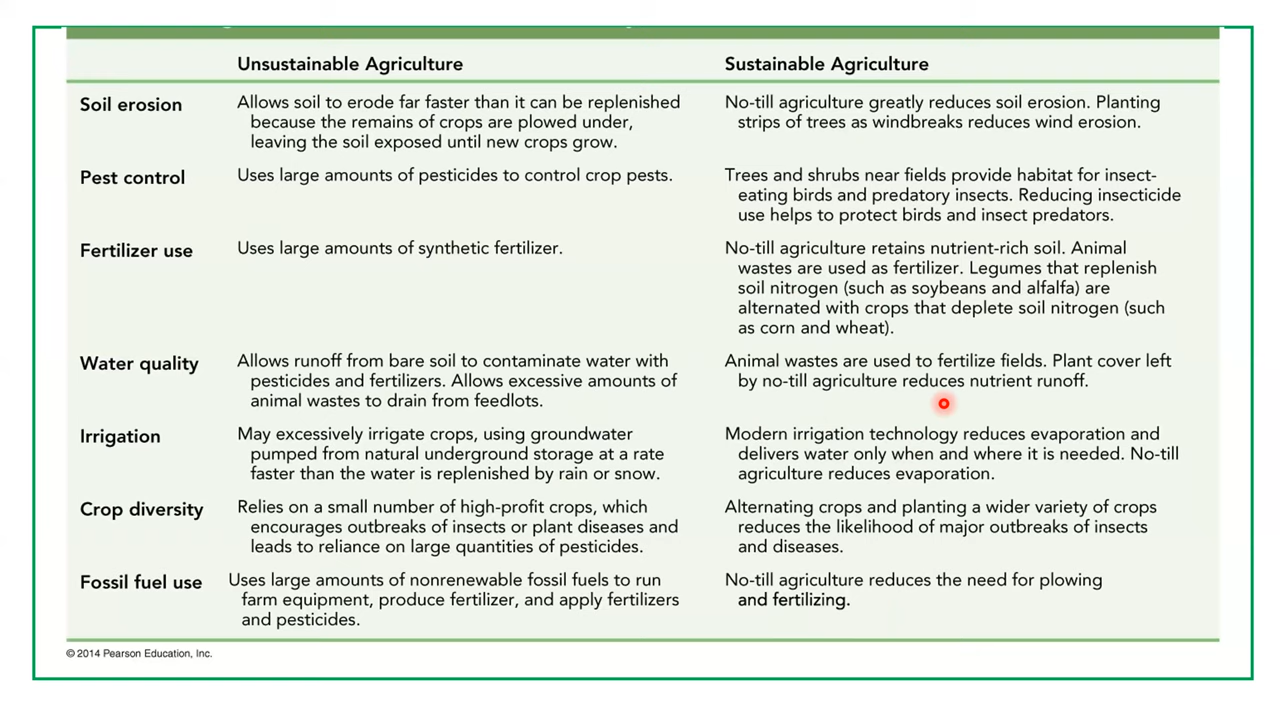 Unsustainable Agriculture
Sustainable Agriculture
Soil erosion
Allows soil to erode far faster than it can be replenished
because the remains of crops are plowed under,
leaving the soil exposed until new crops grow.
No-till agriculture greatly reduces soil erosion. Planting
strips of trees as windbreaks reduces wind erosion.
Pest control
Uses large amounts of pesticides to control crop pests.
Trees and shrubs near fields provide habitat for insect-
eating birds and predatory insects. Reducing insecticide
use helps to protect birds and insect predators.
Fertilizer use
Uses large amounts of synthetic fertilizer.
No-till agriculture retains nutrient-rich soil. Animal
wastes are used as fertilizer. Legumes that replenish
soil nitrogen (such as soybeans and alfalfa) are
alternated with crops that deplete soil nitrogen (such
as corn and wheat).
Water quality
Allows runoff from bare soil to contaminate water with
pesticides and fertilizers. Allows excessive amounts of
animal wastes to drain from feedlots.
Animal wastes are used to fertilize fields. Plant cover left
by no-till agriculture reduces nutrient runoff.
Irrigation
May excessively irrigate crops, using groundwater
pumped from natural underground storage at a rate
faster than the water is replenished by rain or snow.
Modern irrigation technology reduces evaporation and
delivers water only when and where it is needed. No-till
agriculture reduces evaporation.
Crop diversity
Relies on a small number of high-profit crops, which
encourages outbreaks of insects or plant diseases and
leads to reliance on large quantities of pesticides.
Alternating crops and planting a wider variety of crops
reduces the likelihood of major outbreaks of insects
and diseases.
Fossil fuel use
Uses large amounts of nonrenewable fossil fuels to run
farm equipment, produce fertilizer, and apply fertilizers
and pesticides.
No-till agriculture reduces the need for plowing
and fertilizing.
© 2014 Pearson Education, Inc.